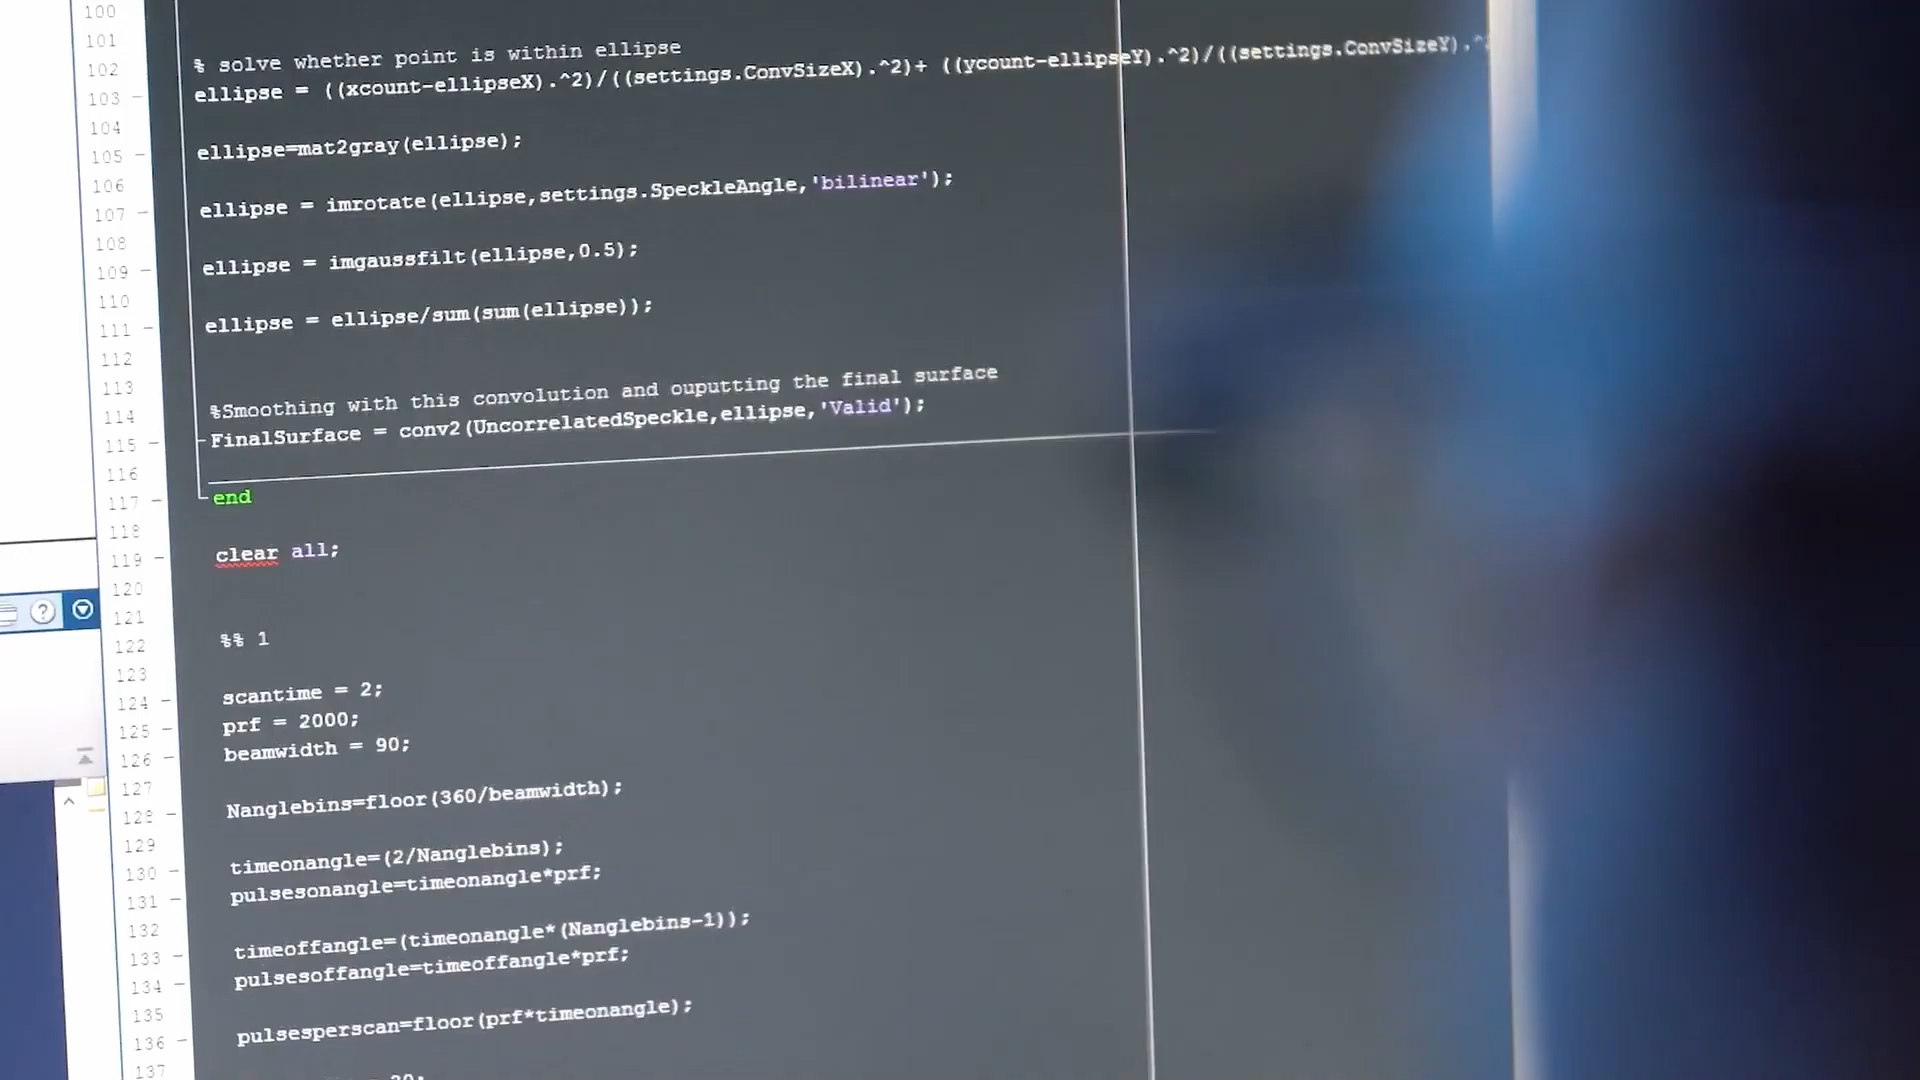 100
101
102 % solve whether point is within ellipse
103 ellipse = ((xcount-ellipseX).^2)/((settings.ConvSizeX).^2)+ ((ycount-ellipseY).^2)/((settings.ConvSizeY).^
104
105 ellipse=mat2gray(ellipse);
106
107 ellipse = imrotate(ellipse,settings.SpeckleAngle,'bilinear');
108
109 ellipse = imgaussfilt(ellipse,0.5);
110
111 ellipse = ellipse/sum(sum(ellipse));
112
113
114 %Smoothing with this convolution and ouputting the final surface
115 FinalSurface = conv2(UncorrelatedSpeckle,ellipse,'Valid');
116
117 end
118
119 clear all;
120
121
122 %% 1
123
124 scantime = 2;
125 prf = 2000;
126 beamwidth = 90;
127
128 Nanglebins=floor(360/beamwidth);
129
130 timeonangle=(2/Nanglebins);
131 pulsesonangle=timeonangle*prf;
132
133 timeoffangle=(timeonangle*(Nanglebins-1));
134 pulsesoffangle=timeoffangle*prf;
135
136 pulsesperscan=floor(prf*timeonangle);
137